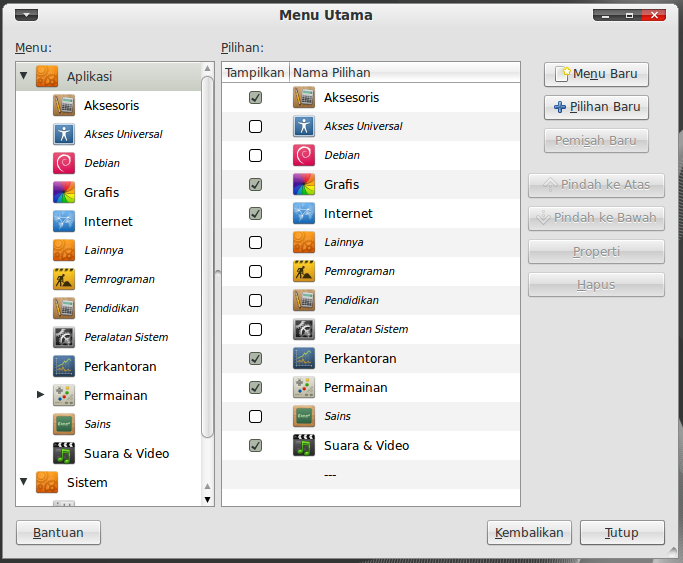 Menu Utama
Menu:
Aplikasi
Aksesoris
Akses Universal
Debian
Grafis
Internet
Lainnya
Pemrograman
Pendidikan
Peralatan Sistem
Perkantoran
Permainan
Sains
Suara & Video
Sistem
Pilihan:
Tampilkan Nama Pilihan
Aksesoris
Akses Universal
Debian
Grafis
Internet
Lainnya
Pemrograman
Pendidikan
Peralatan Sistem
Perkantoran
Permainan
Sains
Suara & Video
---
Menu Baru
Pilihan Baru
Pemisah Baru
Pindah ke Atas
Pindah ke Bawah
Properti
Hapus
Bantuan
Kembalikan
Tutup